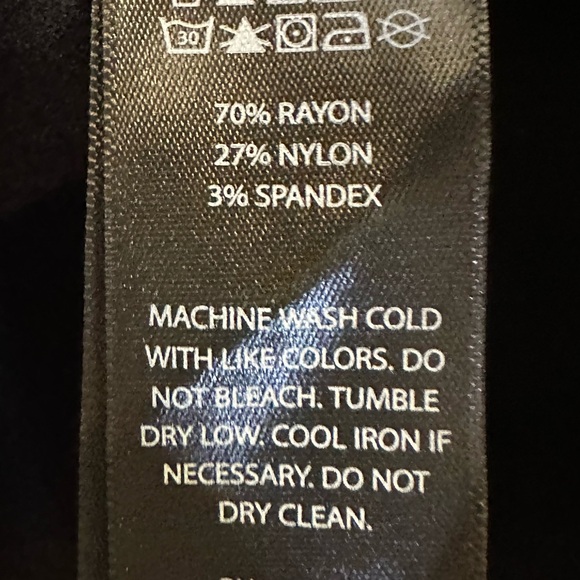 30
70% RAYON
27% NYLON
3% SPANDEX
MACHINE WASH COLD
WITH LIKE COLORS. DO
NOT BLEACH. TUMBLE
DRY LOW. COOL IRON IF
NECESSARY. DO NOT
DRY CLEAN.